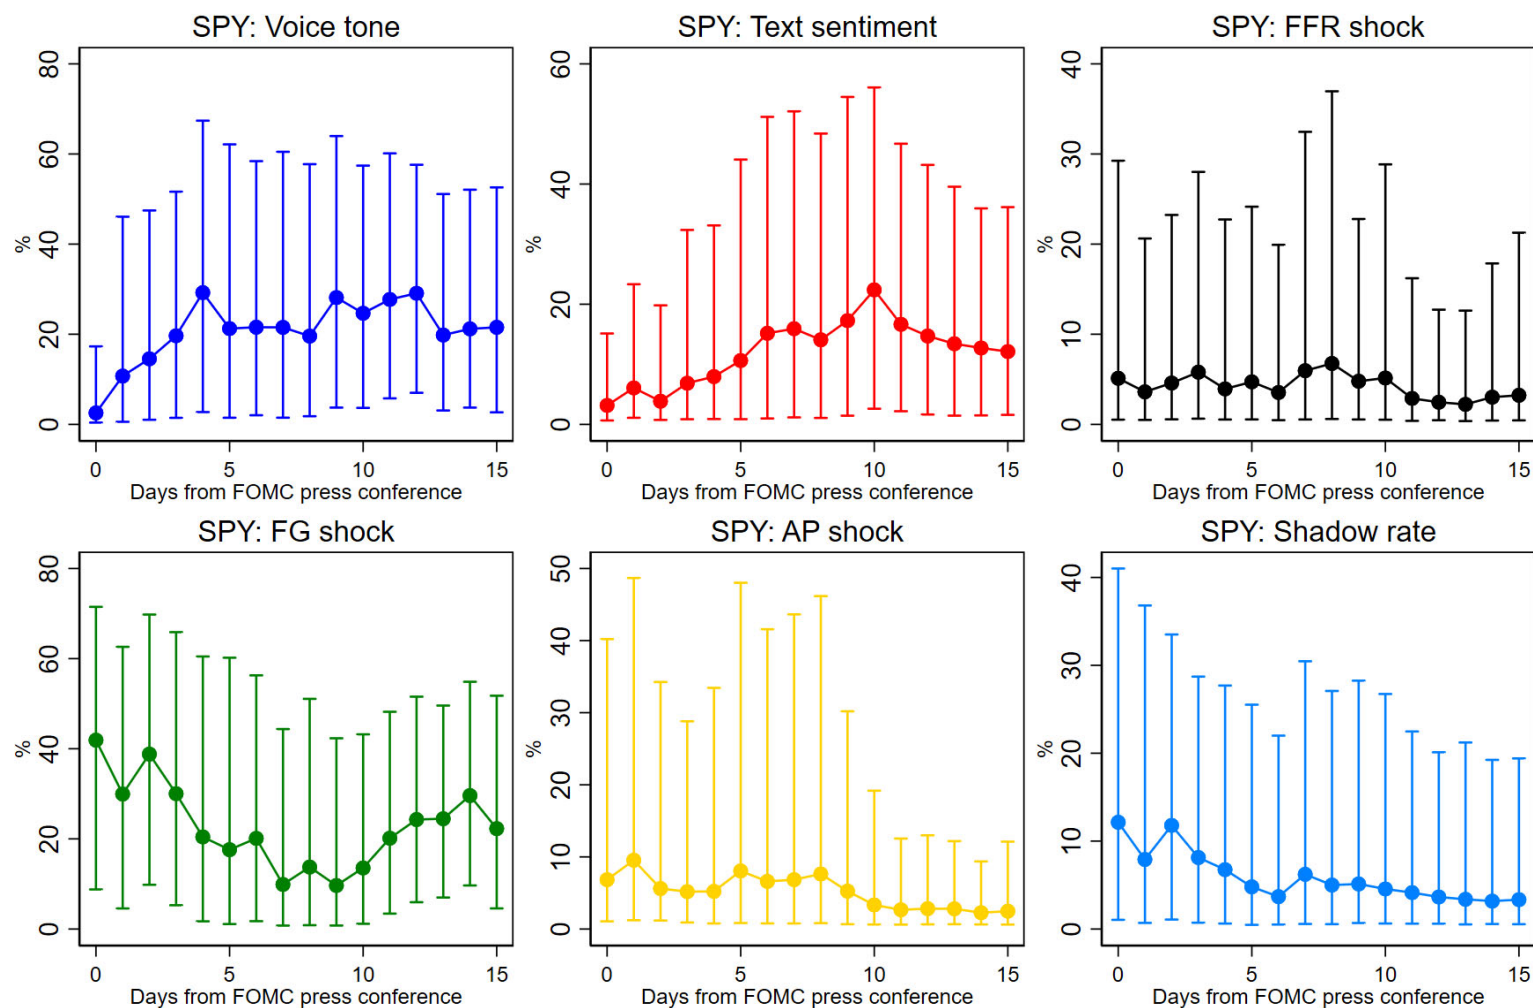 SPY: Voice tone
80
60
40
20
0
%
0 5 10 15
Days from FOMC press conference
SPY: Text sentiment
60
40
20
0
%
0 5 10 15
Days from FOMC press conference
SPY: FFR shock
40
30
20
10
0
%
0 5 10 15
Days from FOMC press conference
SPY: FG shock
80
60
40
20
0
%
0 5 10 15
Days from FOMC press conference
SPY: AP shock
50
40
30
20
10
0
%
0 5 10 15
Days from FOMC press conference
SPY: Shadow rate
40
30
20
10
0
%
0 5 10 15
Days from FOMC press conference